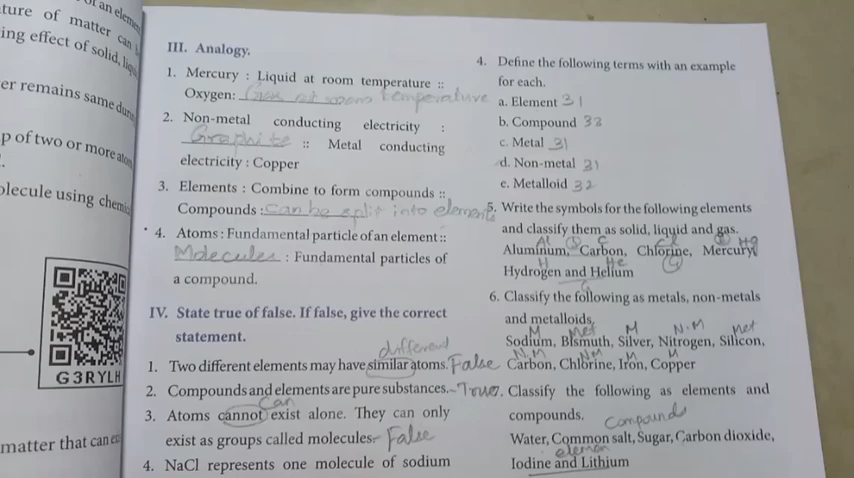 of an elemen
ture of matter can b
ing effect of solid, liqu
er remains same durin
p of two or more atom
olecule using chemic
G3RYLH
matter that can
III. Analogy.
1. Mercury : Liquid at room temperature ::
Oxygen: Gas at room temperature
2. Non-metal conducting electricity :
Graphite :: Metal conducting
electricity : Copper
3. Elements : Combine to form compounds ::
Compounds : can be split into elements
4. Atoms : Fundamental particle of an element ::
Molecules : Fundamental particles of
a compound.
IV. State true of false. If false, give the correct
statement.
different
1. Two different elements may have similar atoms. False
2. Compounds and elements are pure substances. True
can
3. Atoms cannot exist alone. They can only
exist as groups called molecules. False
4. NaCl represents one molecule of sodium
4. Define the following terms with an example
for each.
a. Element 31
b. Compound 32
c. Metal 31
d. Non-metal 31
e. Metalloid 32
5. Write the symbols for the following elements
and classify them as solid, liquid and gas.
Al C Cl Hg
Aluminum, Carbon, Chlorine, Mercury,
H He
Hydrogen and Helium
6. Classify the following as metals, non-metals
and metalloids.
M Met M N.M Met
Sodium, Bismuth, Silver, Nitrogen, Silicon,
N.M N.M M M
Carbon, Chlorine, Iron, Copper
7. Classify the following as elements and
compounds.
Compounds
Water, Common salt, Sugar, Carbon dioxide,
elemen
Iodine and Lithium